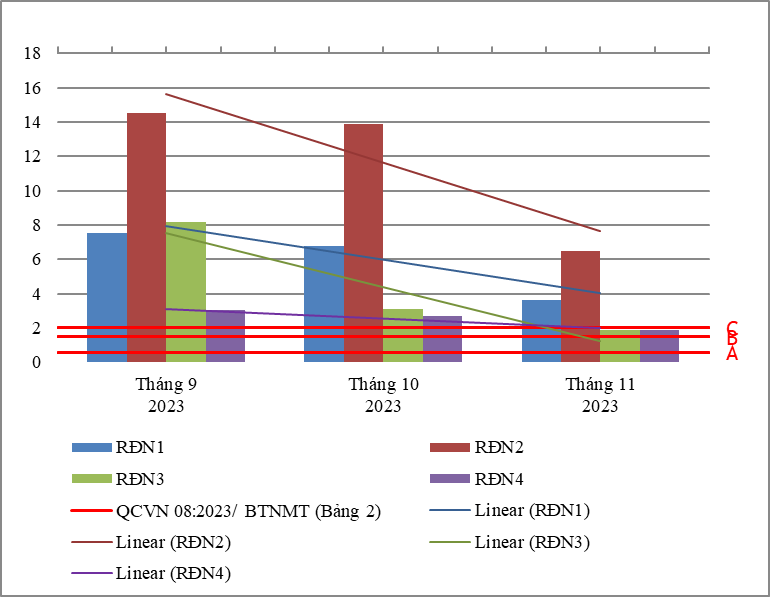 18
16
14
12
10
8
6
4
2
0
C
B
A
Tháng 9
2023
Tháng 10
2023
Tháng 11
2023
RĐN1
RĐN2
RĐN3
RĐN4
QCVN 08:2023/ BTNMT (Bảng 2)
Linear (RĐN1)
Linear (RĐN2)
Linear (RĐN3)
Linear (RĐN4)